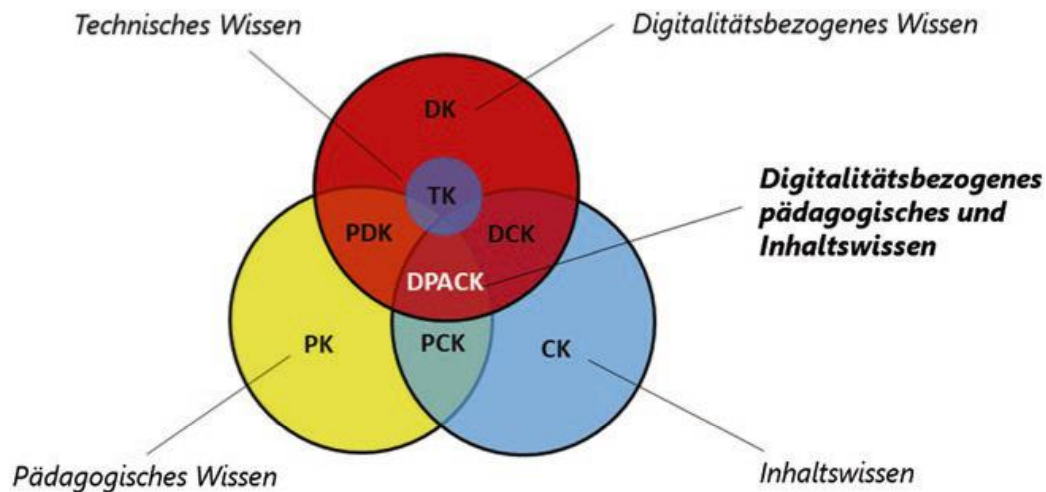 Technisches Wissen
Digitalitätsbezogenes Wissen
DK
TK
Digitalitätsbezogenes
pädagogisches und
Inhaltswissen
PDK
DCK
DPACK
PK
PCK
CK
Pädagogisches Wissen
Inhaltswissen